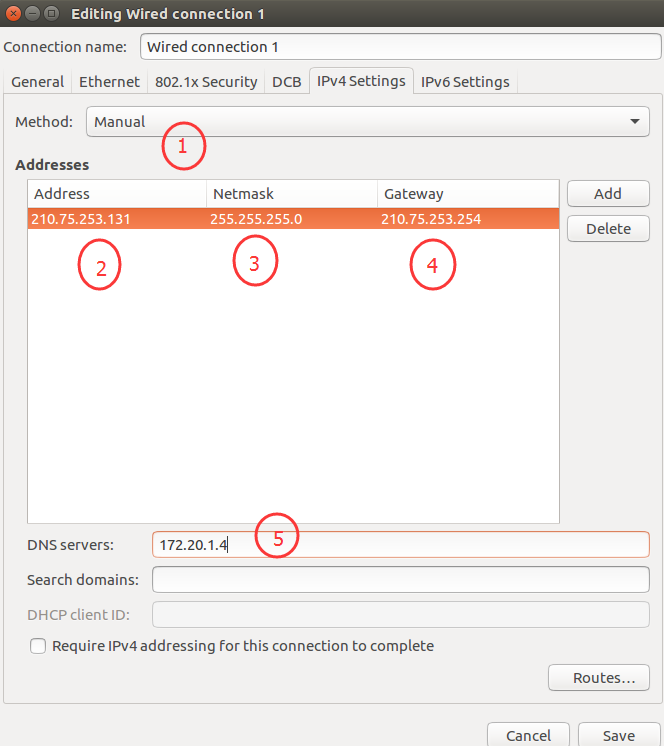 Editing Wired connection 1
Connection name: Wired connection 1
General Ethernet 802.1x Security DCB IPv4 Settings IPv6 Settings
Method: Manual
1
Addresses
Address Netmask Gateway Add
210.75.253.131 255.255.255.0 210.75.253.254
Delete
2 3 4
5
DNS servers: 172.20.1.4
Search domains:
DHCP client ID:
Require IPv4 addressing for this connection to complete
Routes...
Cancel Save